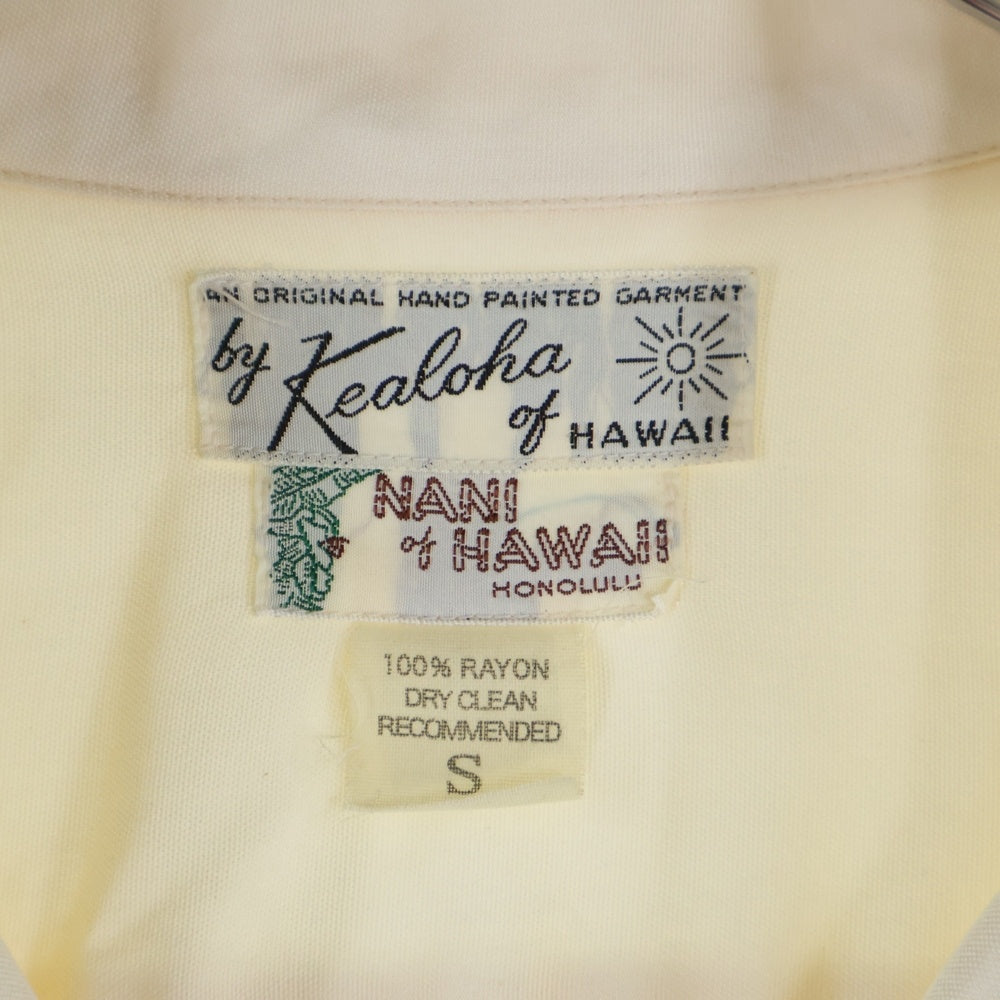 AN ORIGINAL HAND PAINTED GARMENT
by Kealoha
of HAWAII
NANI
of HAWAII
HONOLULU
100% RAYON
DRY CLEAN
RECOMMENDED
S